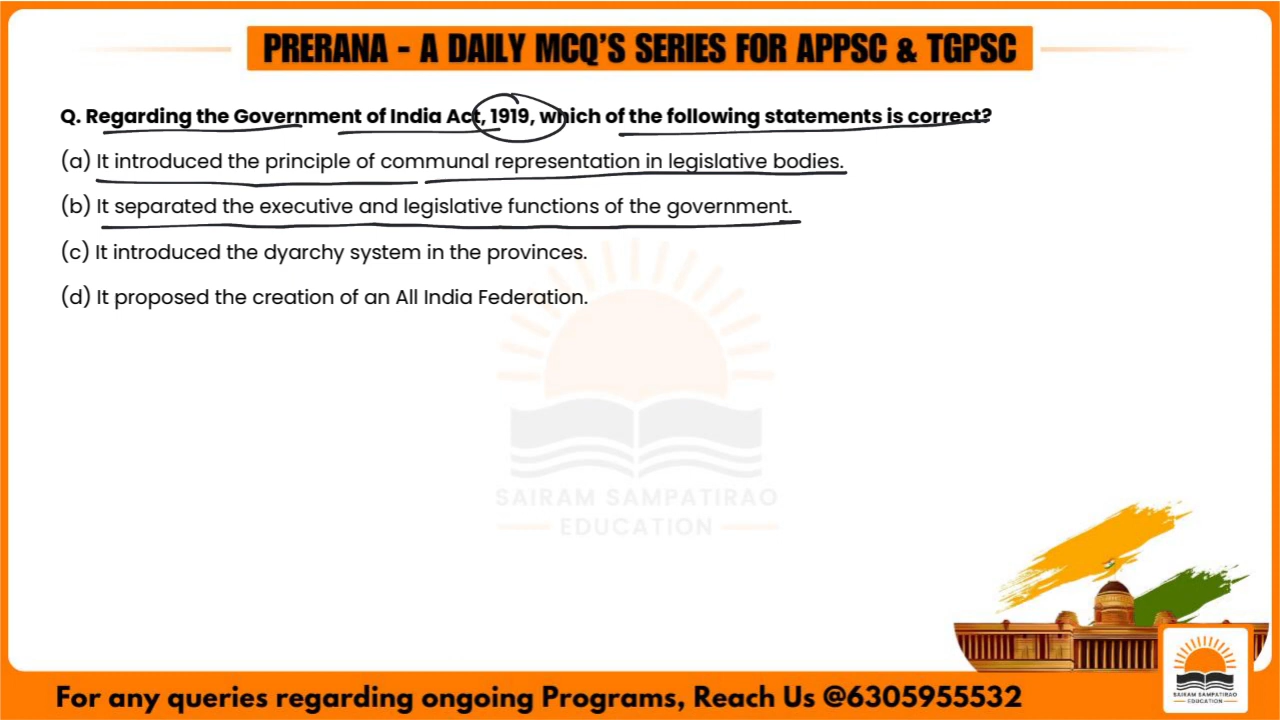 PRERANA - A DAILY MCQ'S SERIES FOR APPSC & TGPSC
Q. Regarding the Government of India Act, 1919, which of the following statements is correct?
(a) It introduced the principle of communal representation in legislative bodies.
(b) It separated the executive and legislative functions of the government.
(c) It introduced the dyarchy system in the provinces.
(d) It proposed the creation of an All India Federation.
SAIRAM SAMPATIRAO
EDUCATION
SAIRAM SAMPATIRAO
EDUCATION
For any queries regarding ongoing Programs, Reach Us @6305955532